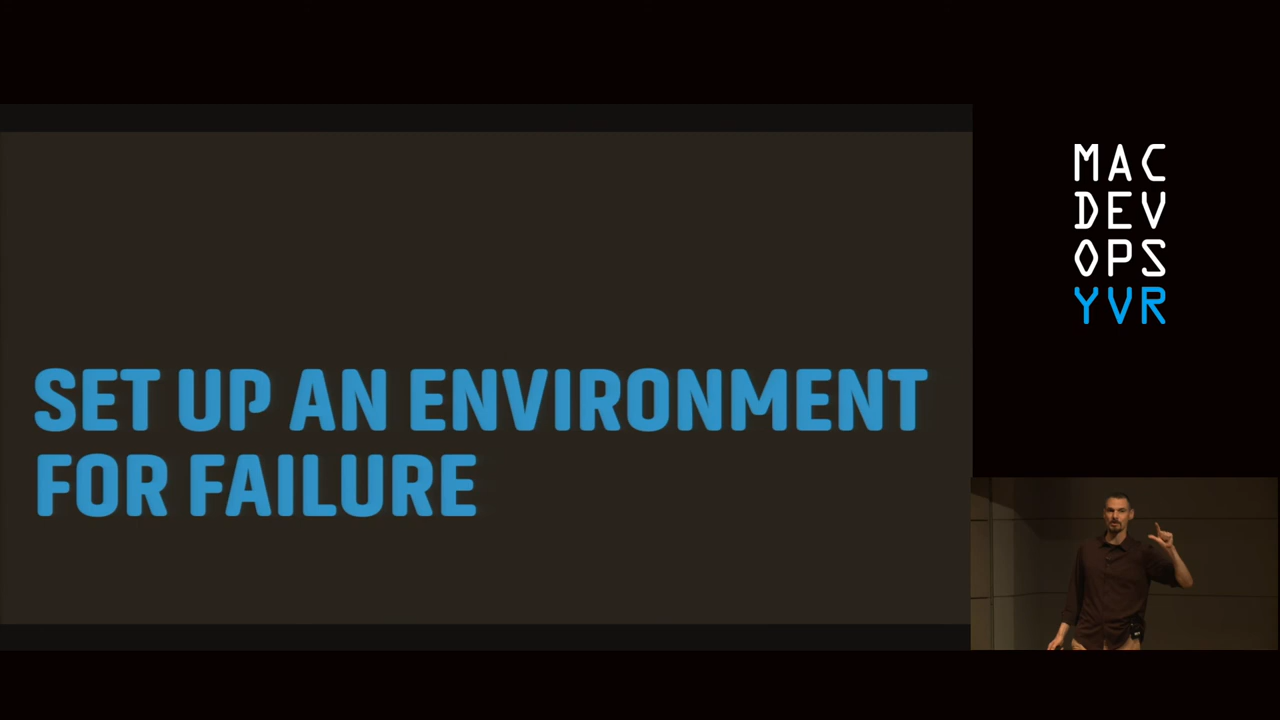 SET UP AN ENVIRONMENT
FOR FAILURE
MAC
DEV
OPS
YVR